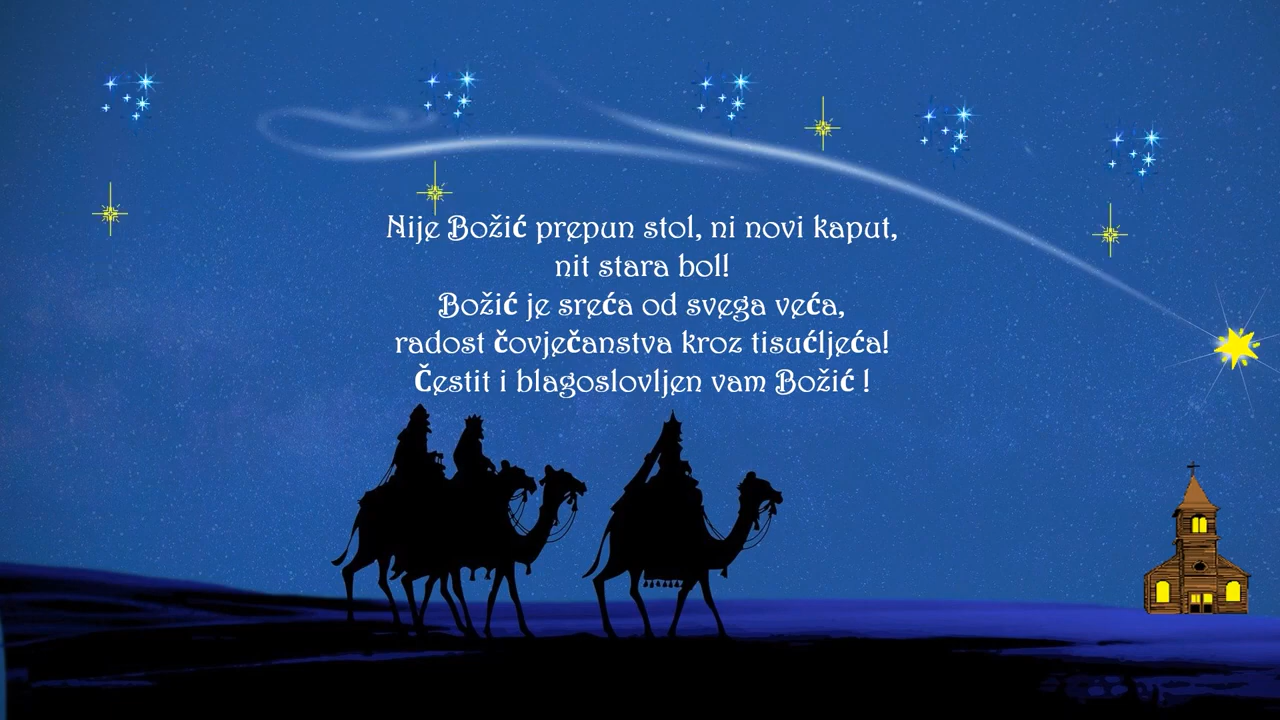 Nije Božić prepun stol, ni novi kaput,
nit stara bol!
Božić je sreća od svega veća,
radost čovječanstva kroz tisućljeća!
Čestit i blagoslovljen vam Božić !